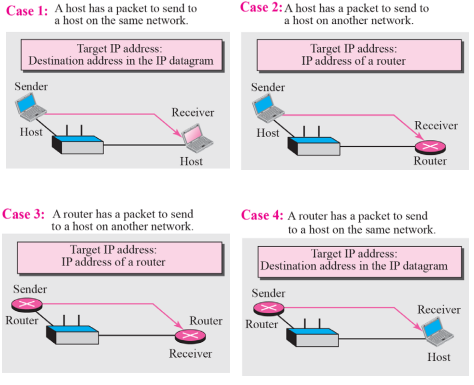 Case 1: A host has a packet to send to
a host on the same network.
Target IP address:
Destination address in the IP datagram
Sender
Host
Receiver
Host
Case 2: A host has a packet to send to
a host on another network.
Target IP address:
IP address of a router
Sender
Host
Receiver
Router
Case 3: A router has a packet to send
to a host on another network.
Target IP address:
IP address of a router
Sender
Router
Router
Receiver
Case 4: A router has a packet to send
to a host on the same network.
Target IP address:
Destination address in the IP datagram
Sender
Router
Receiver
Host